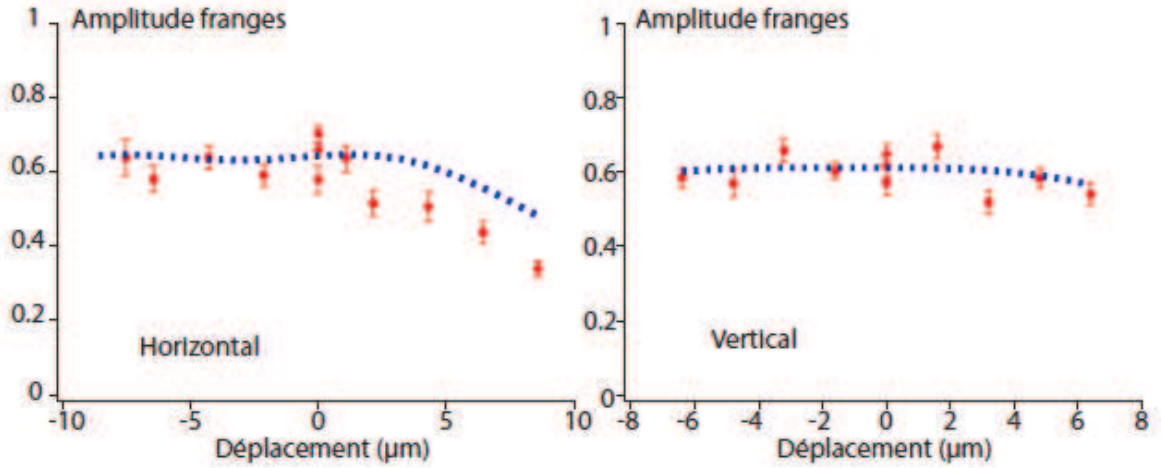 Amplitude franges
1
0.8
0.6
0.4
0.2
0
Horizontal
-10 -5 0 5 10
Déplacement (µm)
Amplitude franges
1
0.8
0.6
0.4
0.2
0
Vertical
-8 -6 -4 -2 0 2 4 6 8
Déplacement (µm)